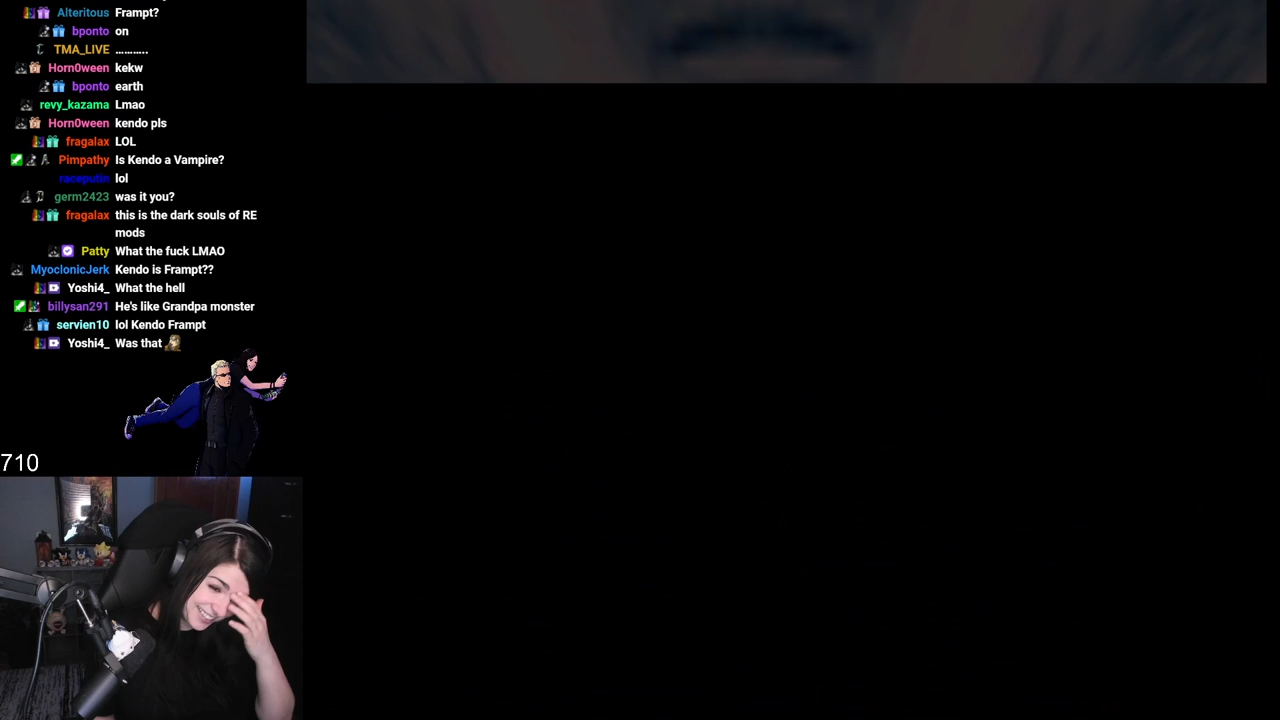 Alteritous Frampt?
bponto on
TMA_LIVE ...........
Horn0ween kekw
bponto earth
revy_kazama Lmao
Horn0ween kendo pls
fragalax LOL
Pimpathy Is Kendo a Vampire?
raceputin lol
germ2423 was it you?
fragalax this is the dark souls of RE
mods
Patty What the fuck LMAO
MyoclonicJerk Kendo is Frampt??
Yoshi4_ What the hell
billysan291 He's like Grandpa monster
servien10 lol Kendo Frampt
Yoshi4_ Was that
710